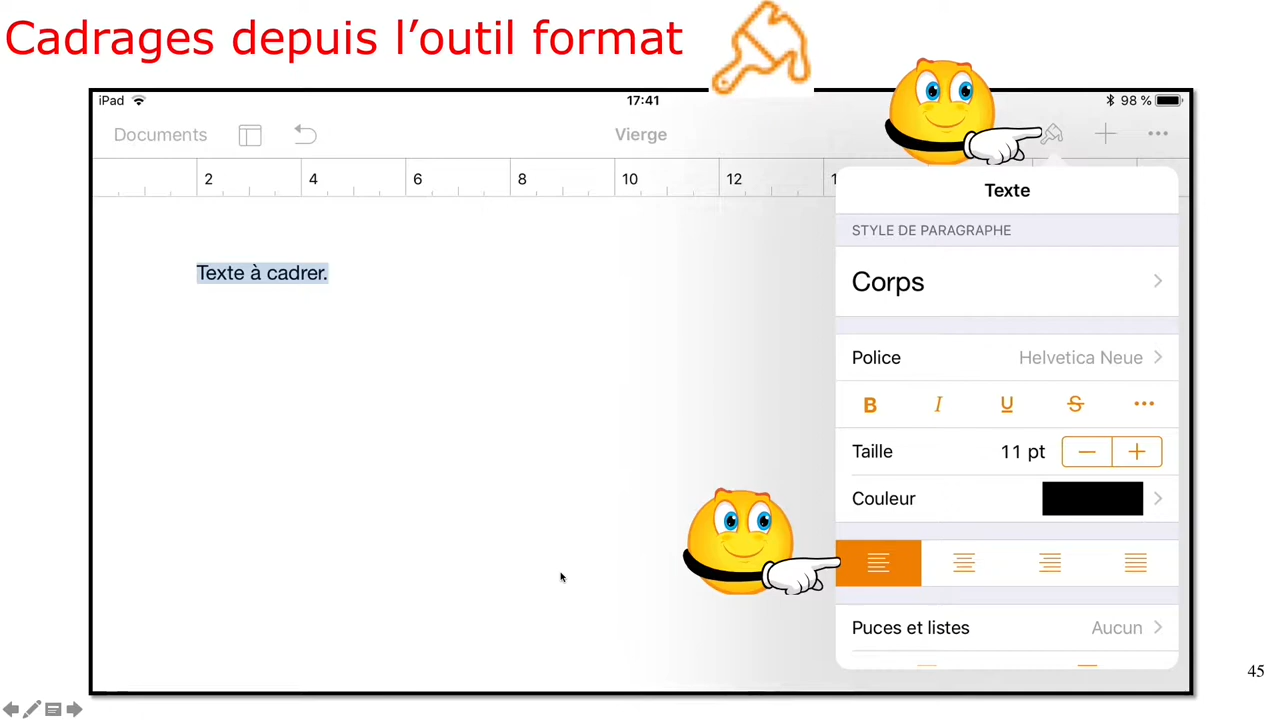 Cadrages depuis l’outil format
iPad 17:41 98 %
Documents Vierge
2 4 6 8 10 12 1
Texte
STYLE DE PARAGRAPHE
Texte à cadrer.
Corps
Police Helvetica Neue
B I U S
Taille 11 pt
Couleur
Puces et listes Aucun
45